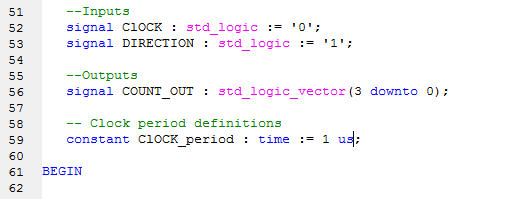 51 --Inputs
52 signal ClOCK : std_logic := '0';
53 signal DIRECTION : std_logic := '1';
54
55 --Outputs
56 signal COUNT_OUT : std_logic_vector(3 downto 0);
57
58 -- Clock period definitions
59 constant ClOCK_period : time := 1 us;
60
61 BEGIN
62